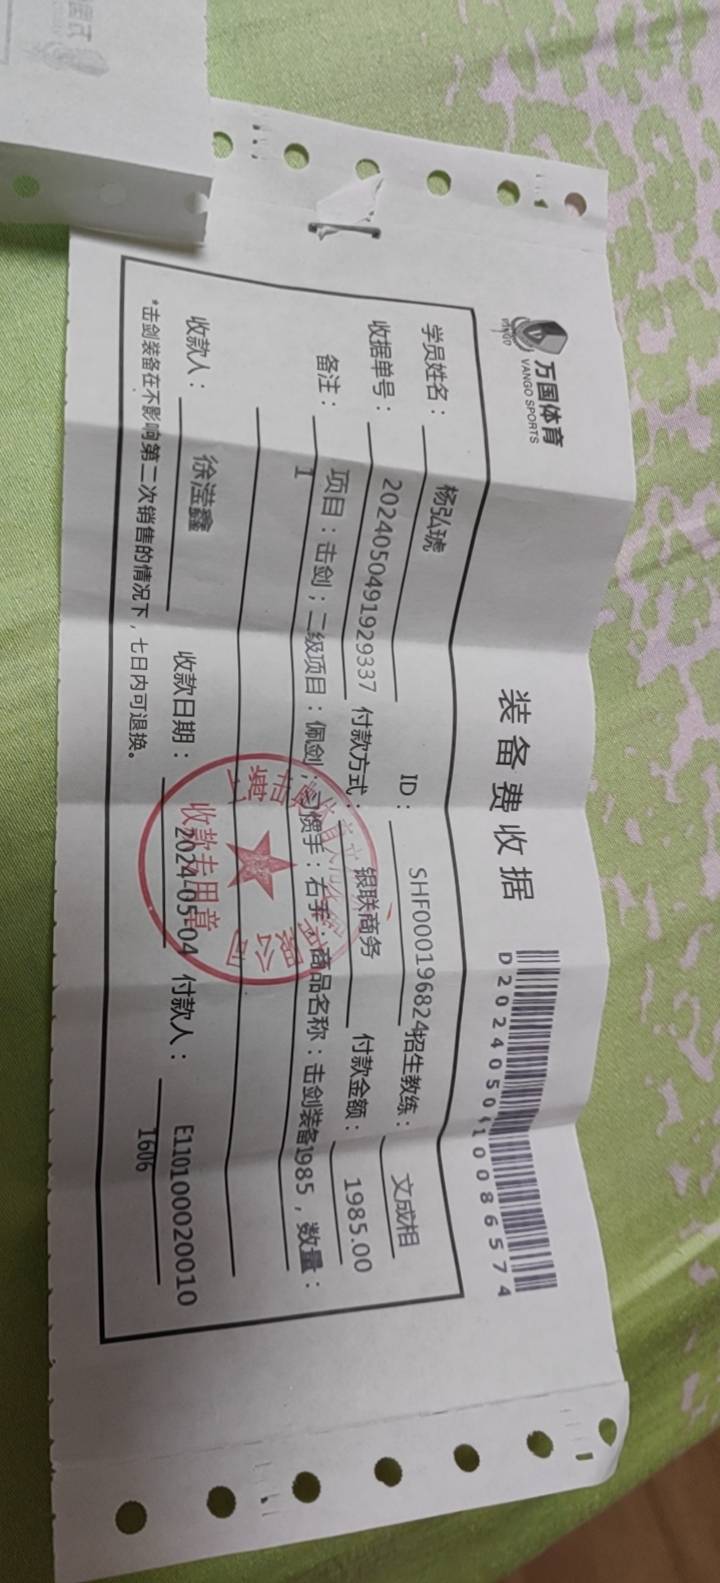 万国体育
VANGO SPORTS
装备费收据
D2024050410086574
学员姓名： 杨弘琥 ID： SHF000196824 招生教练： 文成相
收据单号： 2024050491929337 付款方式： 银联商务 付款金额： 1985.00
备注： 项目：击剑；二级项目：佩剑；习惯手：右手；商品名称：击剑装备1985，数量：
1
收款人： 徐滢鑫 收款日期： 2024-05-04 付款人： E110100020010
1606
*击剑装备在不影响第二次销售的情况下，七日内可退换。
收款专用章